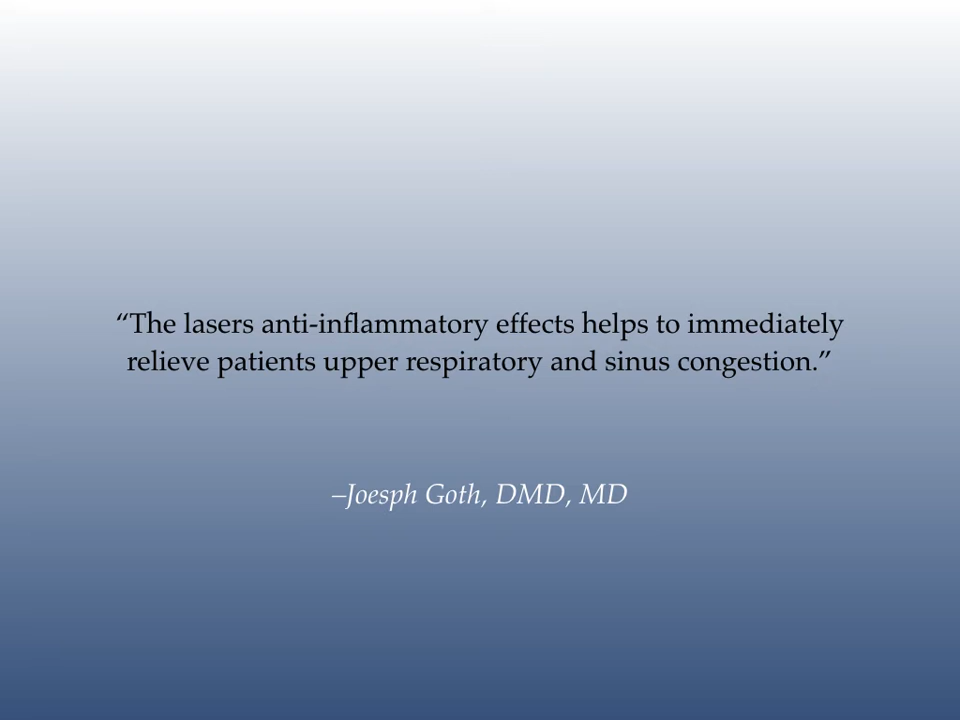 “The lasers anti-inflammatory effects helps to immediately
relieve patients upper respiratory and sinus congestion.”
–Joesph Goth, DMD, MD